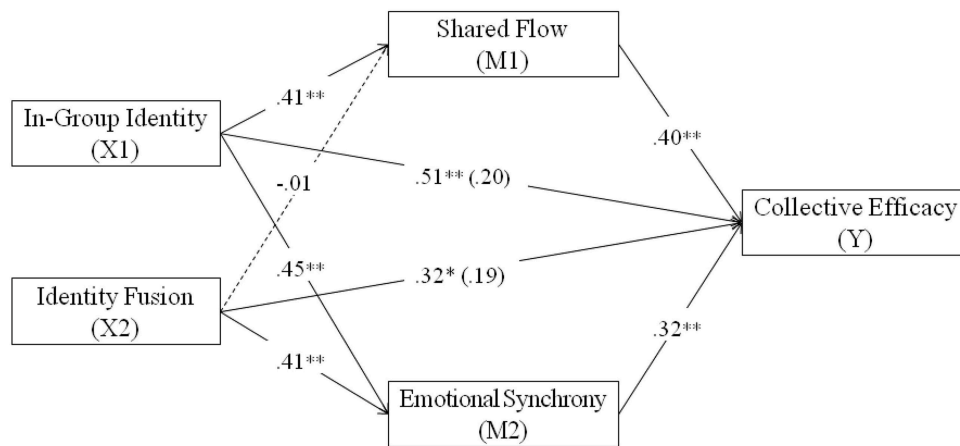 Shared Flow
(M1)
In-Group Identity
(X1)
.41**
.40**
.51** (.20)
-.01
Collective Efficacy
(Y)
.45**
.32* (.19)
Identity Fusion
(X2)
.41**
.32**
Emotional Synchrony
(M2)